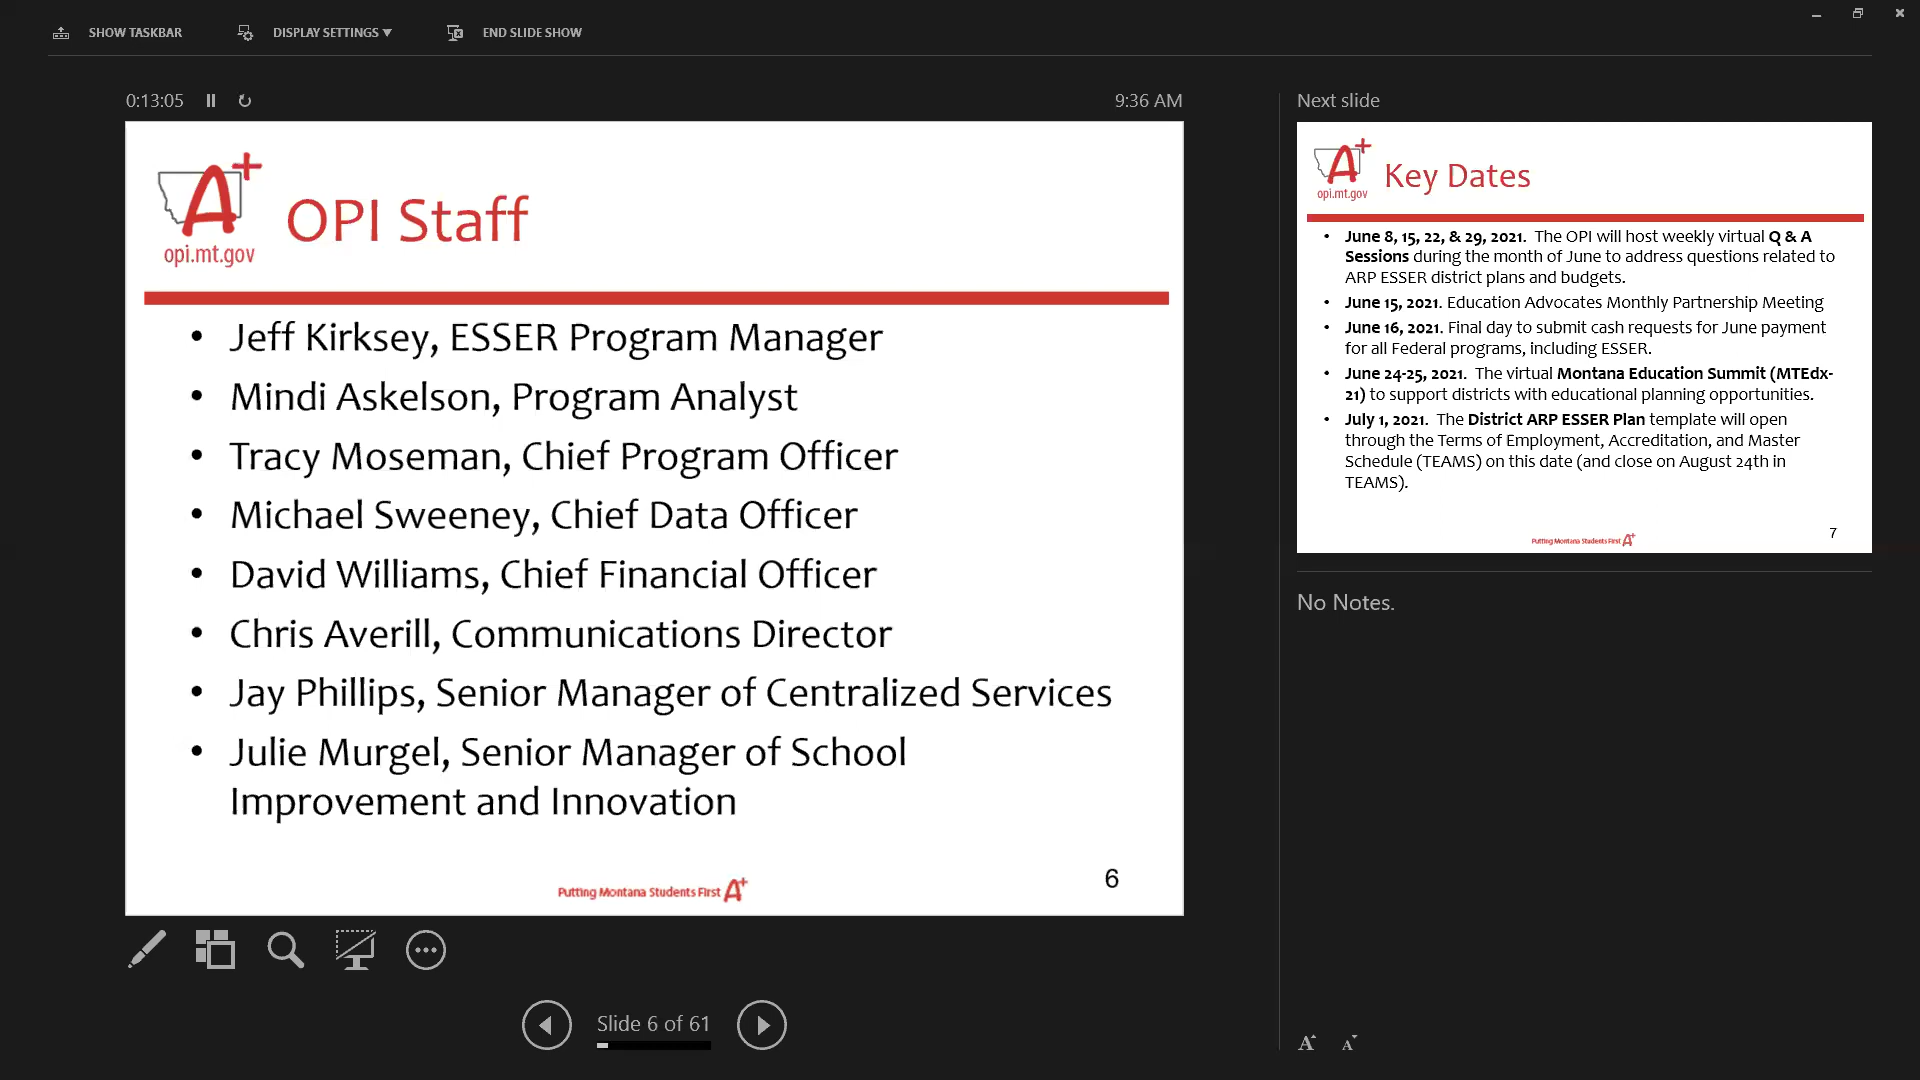 SHOW TASKBAR
DISPLAY SETTINGS
END SLIDE SHOW
0:13:05
9:36 AM
A+
opi.mt.gov
OPI Staff
• Jeff Kirksey, ESSER Program Manager
• Mindi Askelson, Program Analyst
• Tracy Moseman, Chief Program Officer
• Michael Sweeney, Chief Data Officer
• David Williams, Chief Financial Officer
• Chris Averill, Communications Director
• Jay Phillips, Senior Manager of Centralized Services
• Julie Murgel, Senior Manager of School
Improvement and Innovation
Putting Montana Students First A+
6
Slide 6 of 61
Next slide
A+
opi.mt.gov
Key Dates
• June 8, 15, 22, & 29, 2021. The OPI will host weekly virtual Q & A
Sessions during the month of June to address questions related to
ARP ESSER district plans and budgets.
• June 15, 2021. Education Advocates Monthly Partnership Meeting
• June 16, 2021. Final day to submit cash requests for June payment
for all Federal programs, including ESSER.
• June 24-25, 2021. The virtual Montana Education Summit (MTEdx-
21) to support districts with educational planning opportunities.
• July 1, 2021. The District ARP ESSER Plan template will open
through the Terms of Employment, Accreditation, and Master
Schedule (TEAMS) on this date (and close on August 24th in
TEAMS).
Putting Montana Students First A+
7
No Notes.
A
A